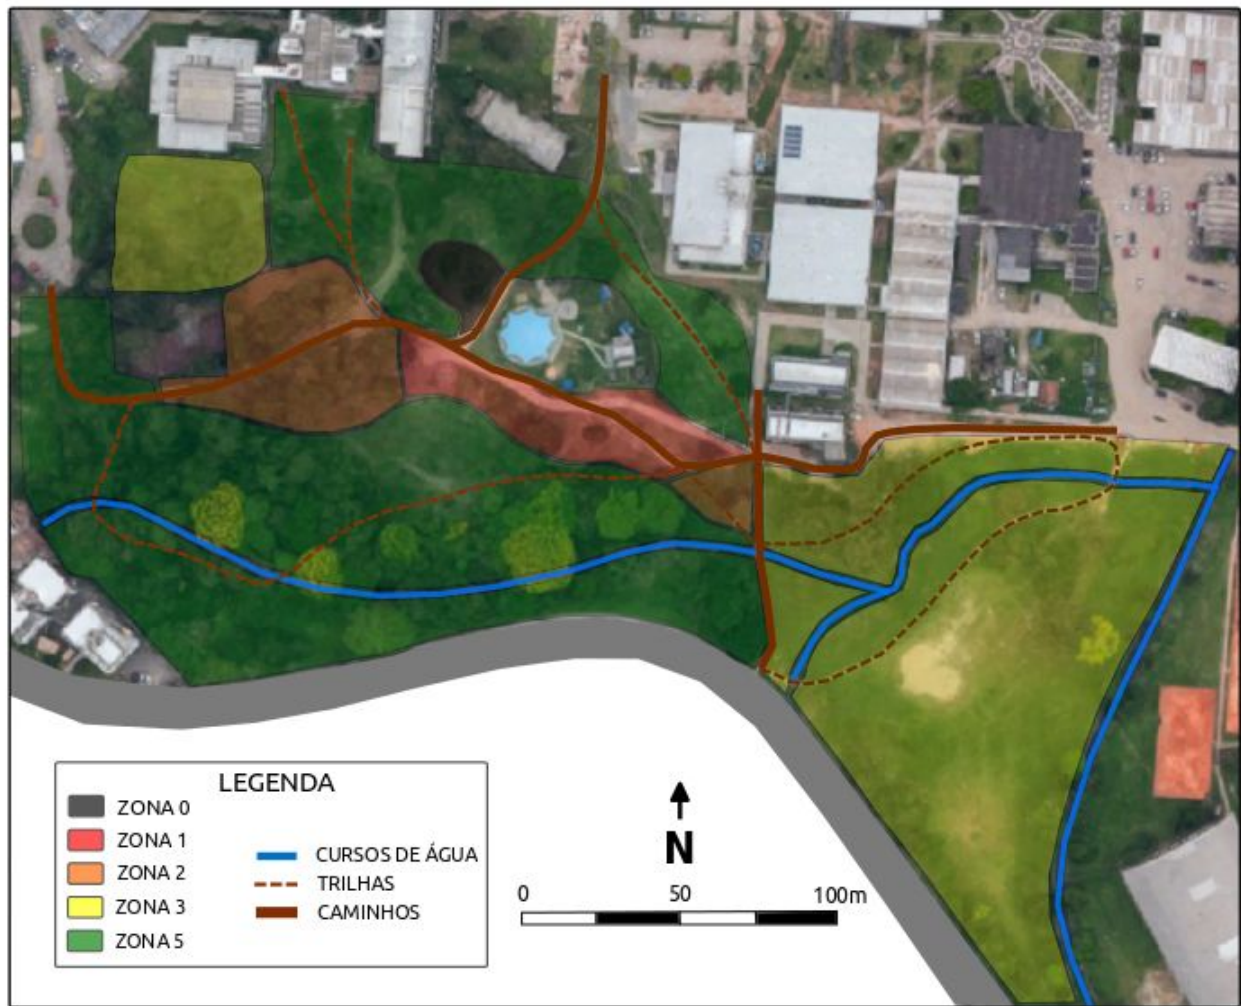 LEGENDA
ZONA 0
ZONA 1
ZONA 2
ZONA 3
ZONA 5
CURSOS DE ÁGUA
TRILHAS
CAMINHOS
N
0 50 100m